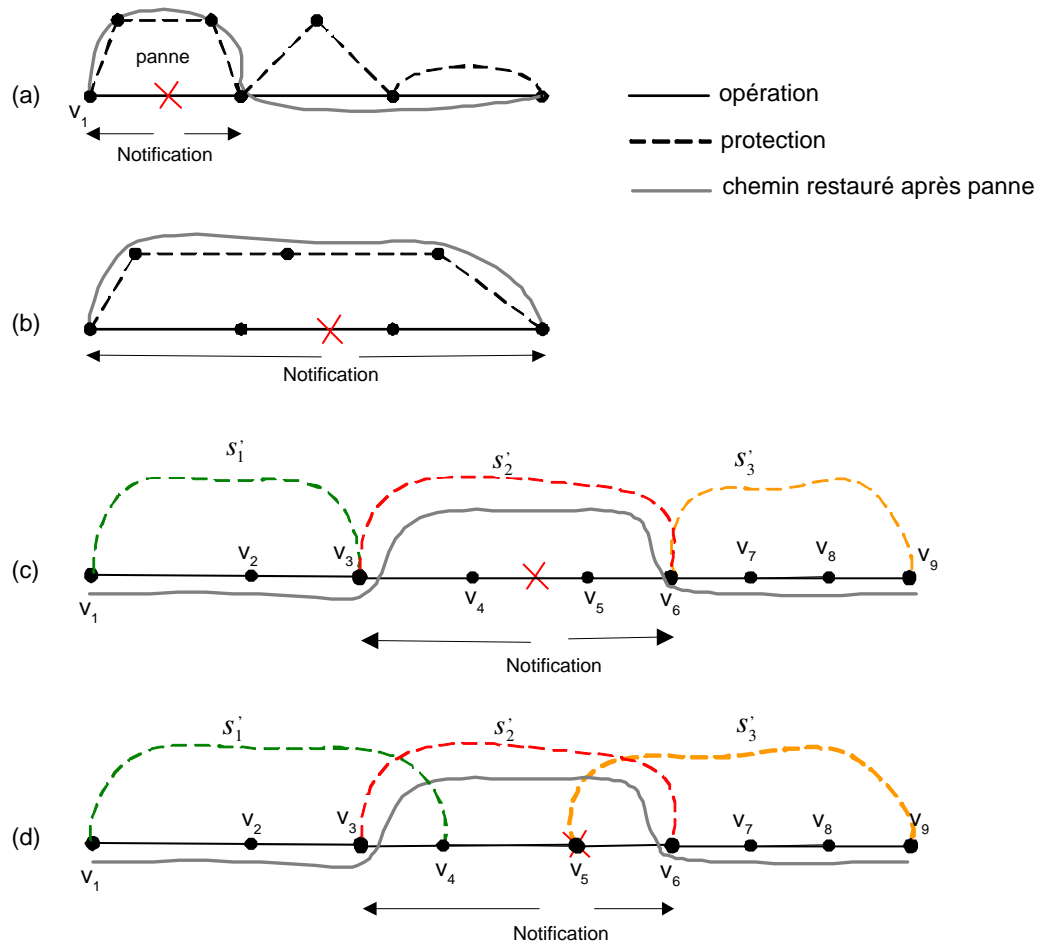 panne
(a)
v1
Notification
opération
protection
chemin restauré après panne
(b)
Notification
s'1
s'2
s'3
(c)
v1
v2
v3
v4
v5
v6
v7
v8
v9
Notification
s'1
s'2
s'3
(d)
v1
v2
v3
v4
v5
v6
v7
v8
v9
Notification